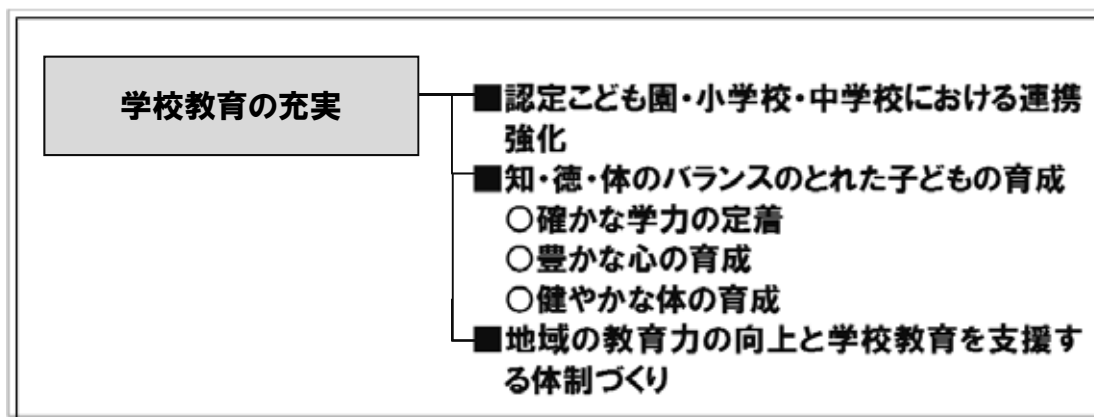 学校教育の充実
■認定こども園・小学校・中学校における連携
強化
■知・徳・体のバランスのとれた子どもの育成
○確かな学力の定着
○豊かな心の育成
○健やかな体の育成
■地域の教育力の向上と学校教育を支援す
る体制づくり